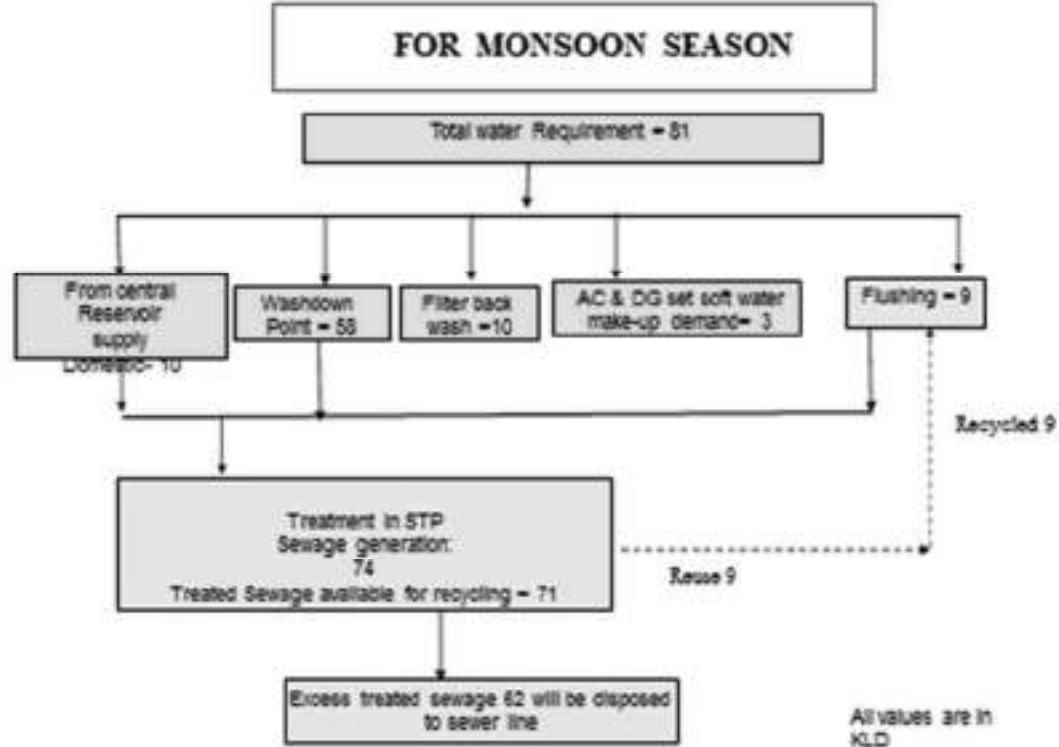 FOR MONSOON SEASON
Total water Requirement = 81
From central
Reservoir
supply
Domestic- 10
Washdown
Point = 58
Filter back
wash =10
AC & DG set soft water
make-up demand= 3
Flushing = 9
Recycled 9
Treatment in STP
Sewage generation:
74
Treated Sewage available for recycling = 71
Reuse 9
Excess treated sewage 62 will be disposed
to sewer line
All values are in
KLD